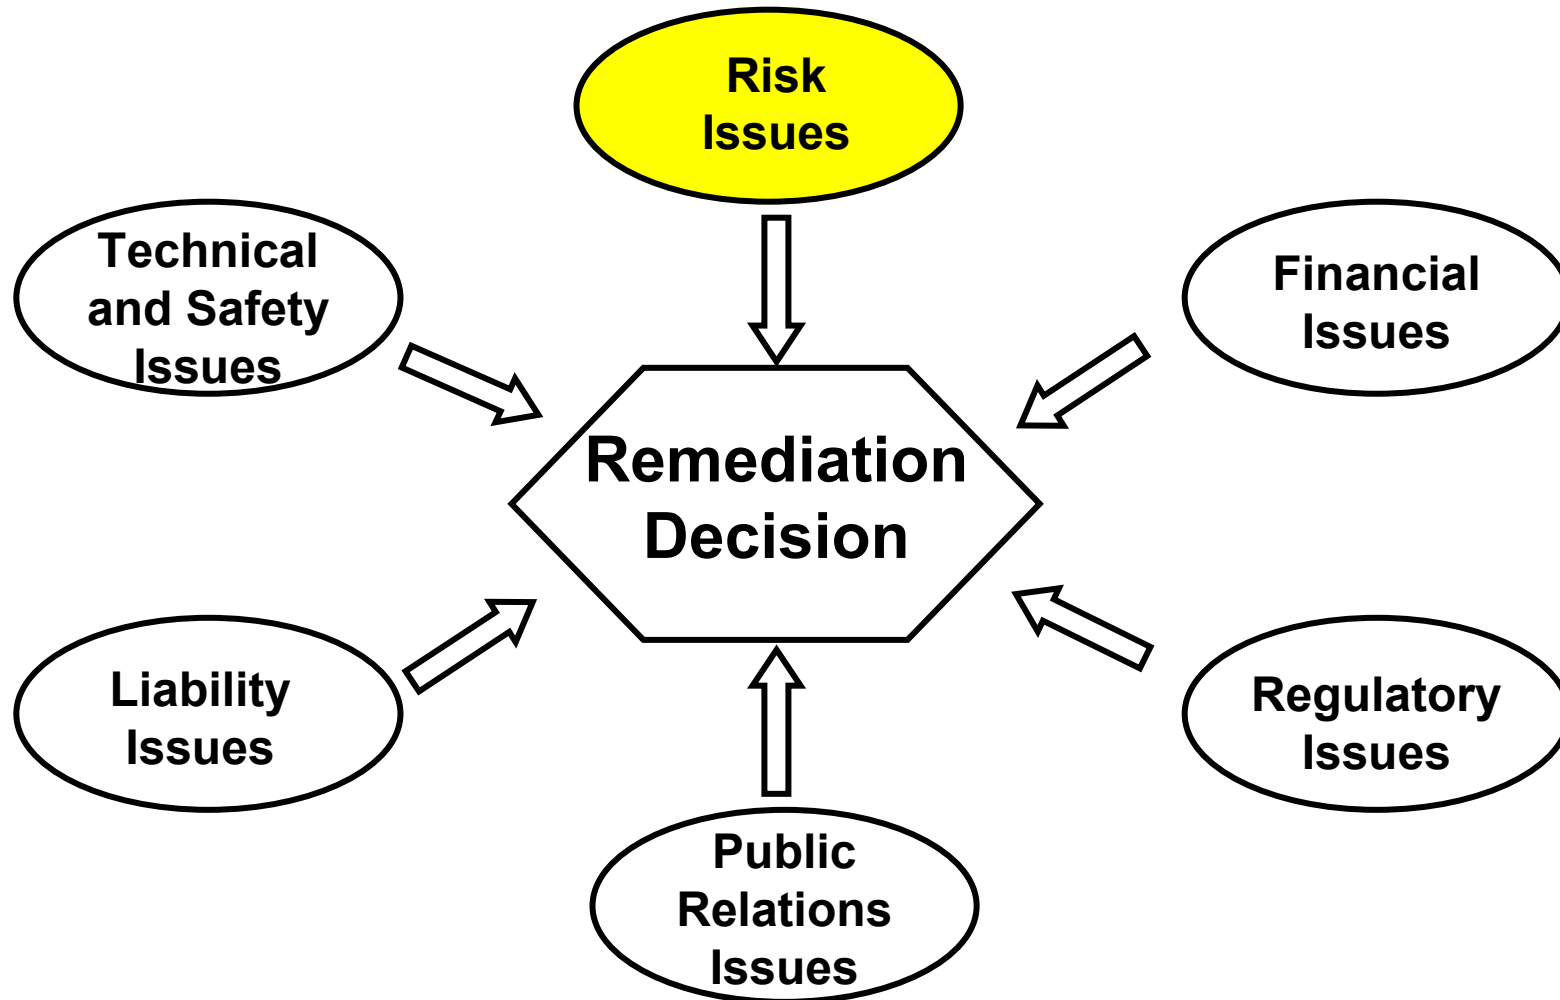 Risk
Issues
Technical
and Safety
Issues
Financial
Issues
Remediation
Decision
Liability
Issues
Regulatory
Issues
Public
Relations
Issues